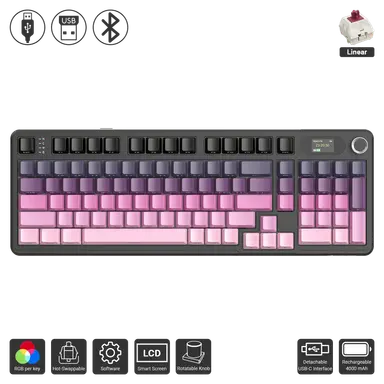 USB
Linear
RGB per key
Hot-Swappable
Software
LCD
Smart Screen
Rotatable Knob
Detachable
USB-C Interface
Rechargeable
4000 mAh